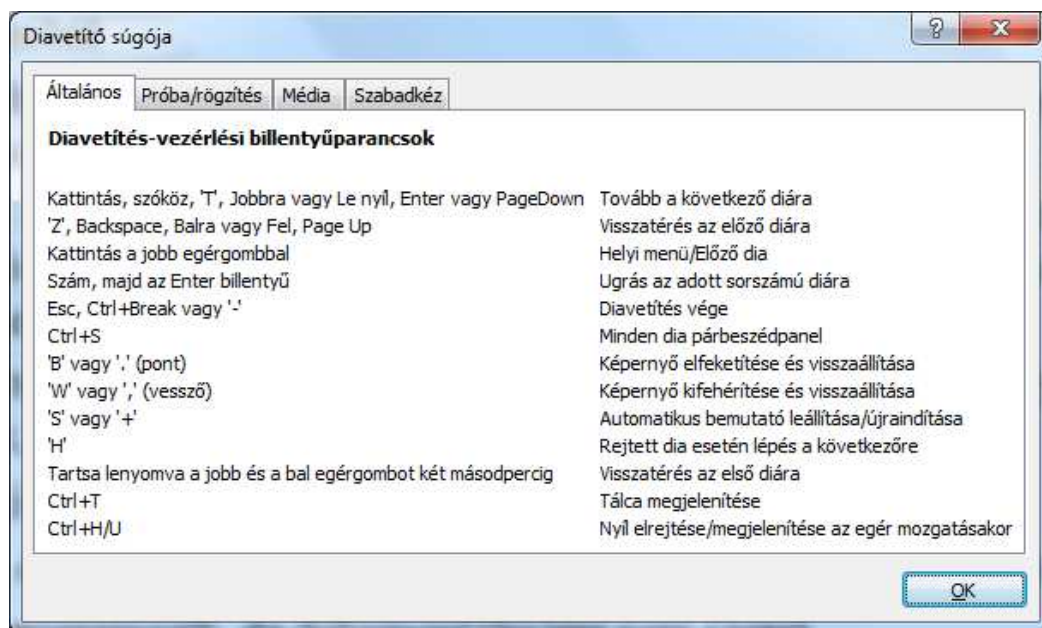 Diavetítő súgója
Általános Próba/rögzítés Média Szabadkéz
Diavetítés-vezérlési billentyűparancsok
Kattintás, szóköz, 'T', Jobbra vagy Le nyíl, Enter vagy PageDown Tovább a következő diára
'Z', Backspace, Balra vagy Fel, Page Up Visszatérés az előző diára
Kattintás a jobb egérgombbal Helyi menü/Előző dia
Szám, majd az Enter billentyű Ugrás az adott sorszámú diára
Esc, Ctrl+Break vagy '-' Diavetítés vége
Ctrl+S Minden dia párbeszédpanel
'B' vagy '.' (pont) Képernyő elfeketítése és visszaállítása
'W' vagy ',' (vessző) Képernyő kifehérítése és visszaállítása
'S' vagy '+' Automatikus bemutató leállítása/újraindítása
'H' Rejtett dia esetén lépés a következőre
Tartsa lenyomva a jobb és a bal egérgombot két másodpercig Visszatérés az első diára
Ctrl+T Tálca megjelenítése
Ctrl+H/U Nyíl elrejtése/megjelenítése az egér mozgatásakor
OK